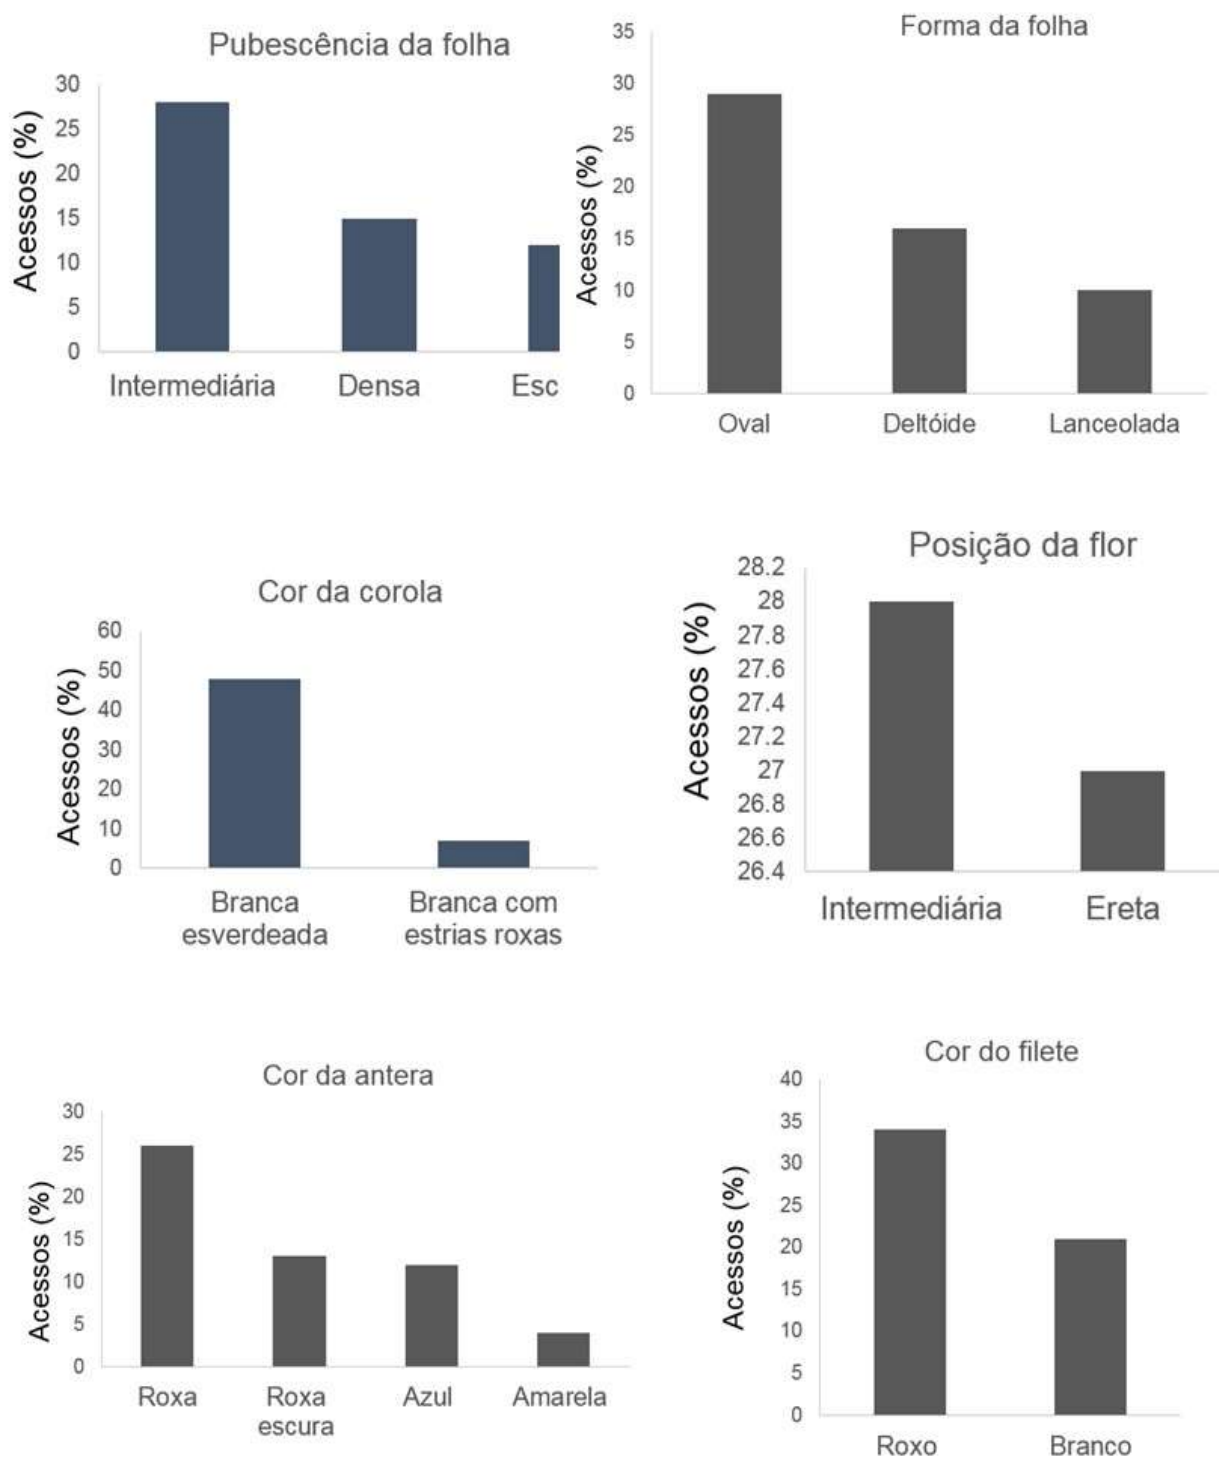 Pubescência da folha
Acessos (%)
30
25
20
15
10
5
0
Intermediária Densa Esc
Forma da folha
Acessos (%)
35
30
25
20
15
10
5
0
Oval Deltóide Lanceolada
Cor da corola
Acessos (%)
60
50
40
30
20
10
0
Branca Branca com
esverdeada estrias roxas
Posição da flor
Acessos (%)
28.2
28
27.8
27.6
27.4
27.2
27
26.8
26.6
26.4
Intermediária Ereta
Cor da antera
Acessos (%)
30
25
20
15
10
5
0
Roxa Roxa Azul Amarela
escura
Cor do filete
Acessos (%)
40
35
30
25
20
15
10
5
0
Roxo Branco